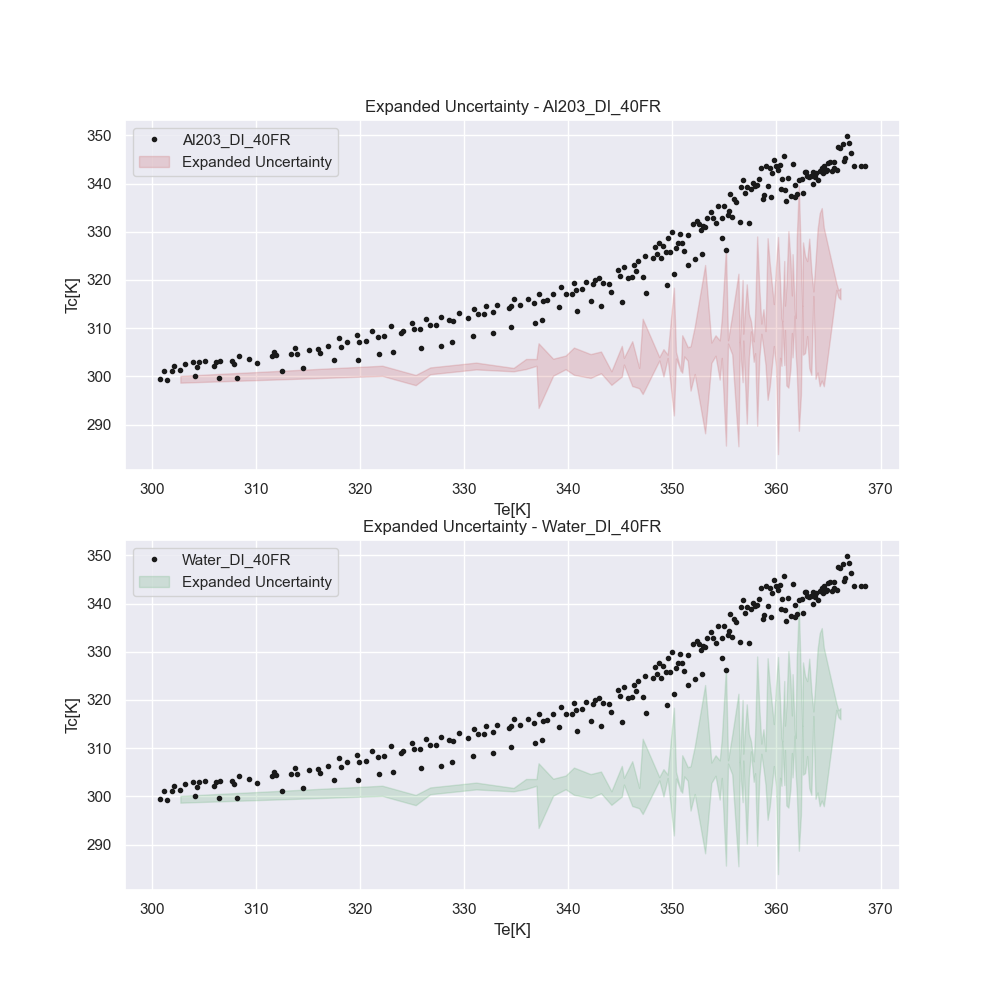 Expanded Uncertainty - Al203_DI_40FR
Al203_DI_40FR
Expanded Uncertainty
350
340
330
320
310
300
290
Tc[K]
300 310 320 330 340 350 360 370
Te[K]
Expanded Uncertainty - Water_DI_40FR
Water_DI_40FR
Expanded Uncertainty
350
340
330
320
310
300
290
Tc[K]
300 310 320 330 340 350 360 370
Te[K]